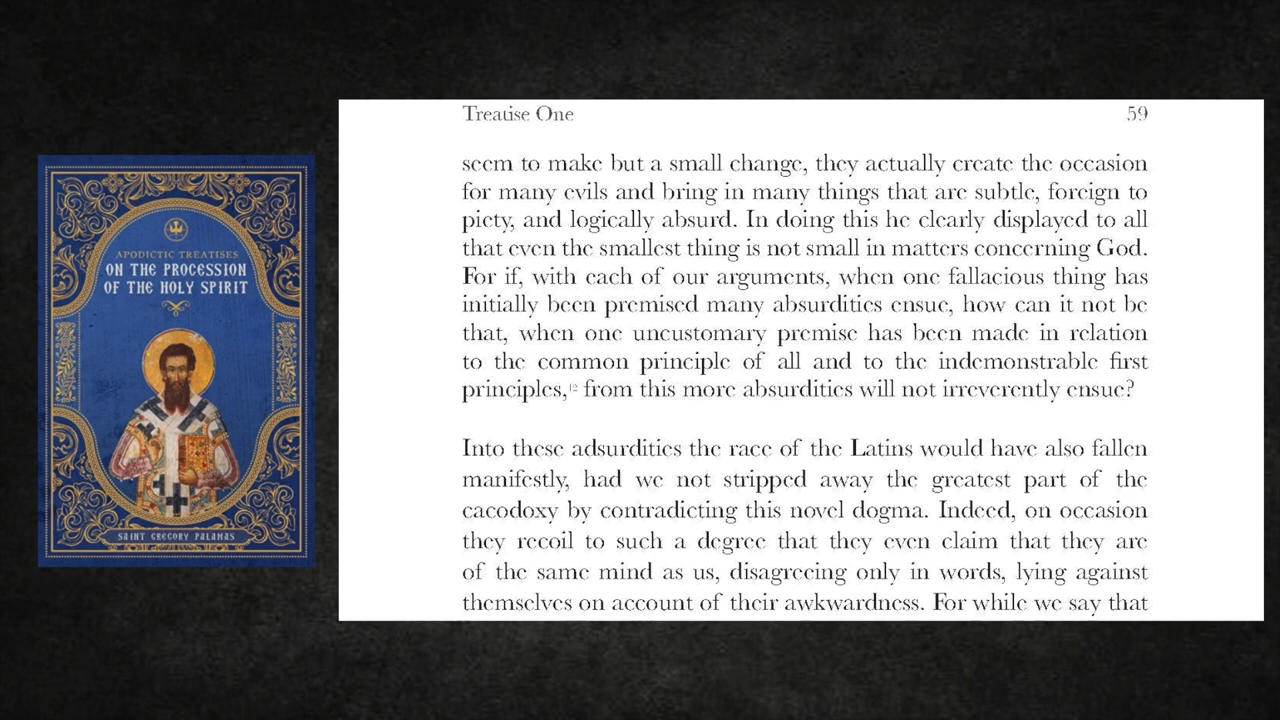 APODICTIC TREATISES
ON THE PROCESSION
OF THE HOLY SPIRIT
SAINT GREGORY PALAMAS
Treatise One 59
seem to make but a small change, they actually create the occasion
for many evils and bring in many things that are subtle, foreign to
piety, and logically absurd. In doing this he clearly displayed to all
that even the smallest thing is not small in matters concerning God.
For if, with each of our arguments, when one fallacious thing has
initially been premised many absurdities ensue, how can it not be
that, when one uncustomary premise has been made in relation
to the common principle of all and to the indemonstrable first
principles,12 from this more absurdities will not irreverently ensue?
Into these adsurdities the race of the Latins would have also fallen
manifestly, had we not stripped away the greatest part of the
cacodoxy by contradicting this novel dogma. Indeed, on occasion
they recoil to such a degree that they even claim that they are
of the same mind as us, disagreeing only in words, lying against
themselves on account of their awkwardness. For while we say that